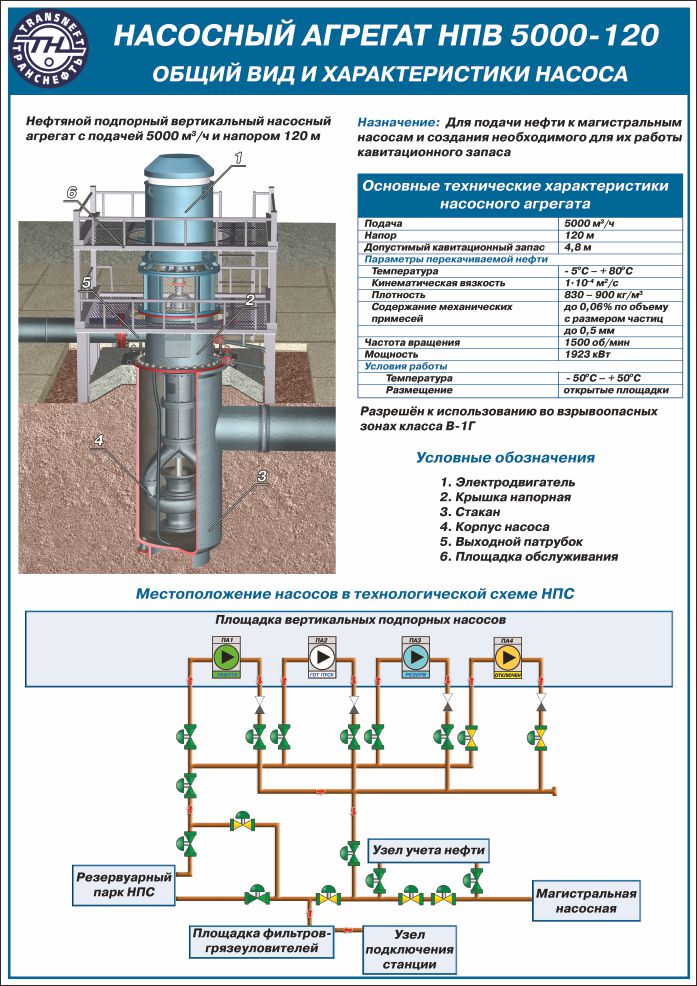 TRANSNEFT
ТРАНСНЕФТЬ
НАСОСНЫЙ АГРЕГАТ НПВ 5000-120
ОБЩИЙ ВИД И ХАРАКТЕРИСТИКИ НАСОСА
Нефтяной подпорный вертикальный насосный
агрегат с подачей 5000 м³/ч и напором 120 м
1
6
5
2
4
3
Назначение: Для подачи нефти к магистральным
насосам и создания необходимого для их работы
кавитационного запаса
Основные технические характеристики
насосного агрегата
Подача 5000 м³/ч
Напор 120 м
Допустимый кавитационный запас 4,8 м
Параметры перекачиваемой нефти
Температура - 5°С – + 80°С
Кинематическая вязкость 1·10⁻⁴ м²/с
Плотность 830 – 900 кг/м³
Содержание механических до 0,06% по объему
примесей с размером частиц
до 0,5 мм
Частота вращения 1500 об/мин
Мощность 1923 кВт
Условия работы
Температура - 50°С – + 50°С
Размещение открытые площадки
Разрешён к использованию во взрывоопасных
зонах класса В-1Г
Условные обозначения
1. Электродвигатель
2. Крышка напорная
3. Стакан
4. Корпус насоса
5. Выходной патрубок
6. Площадка обслуживания
Местоположение насосов в технологической схеме НПС
Площадка вертикальных подпорных насосов
ПА1 ПА2 ПА3 ПА4
РАБОТА ГОТ ПУСК РЕЗЕРВ ОТКЛЮЧЕН
Узел учета нефти
Резервуарный
парк НПС
Магистральная
насосная
Площадка фильтров-
грязеуловителей
Узел
подключения
станции